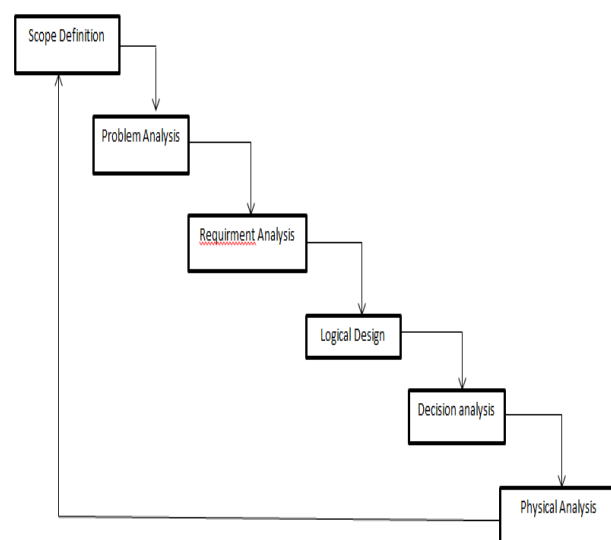 Scope Definition
Problem Analysis
Requirment Analysis
Logical Design
Decision analysis
Physical Analysis